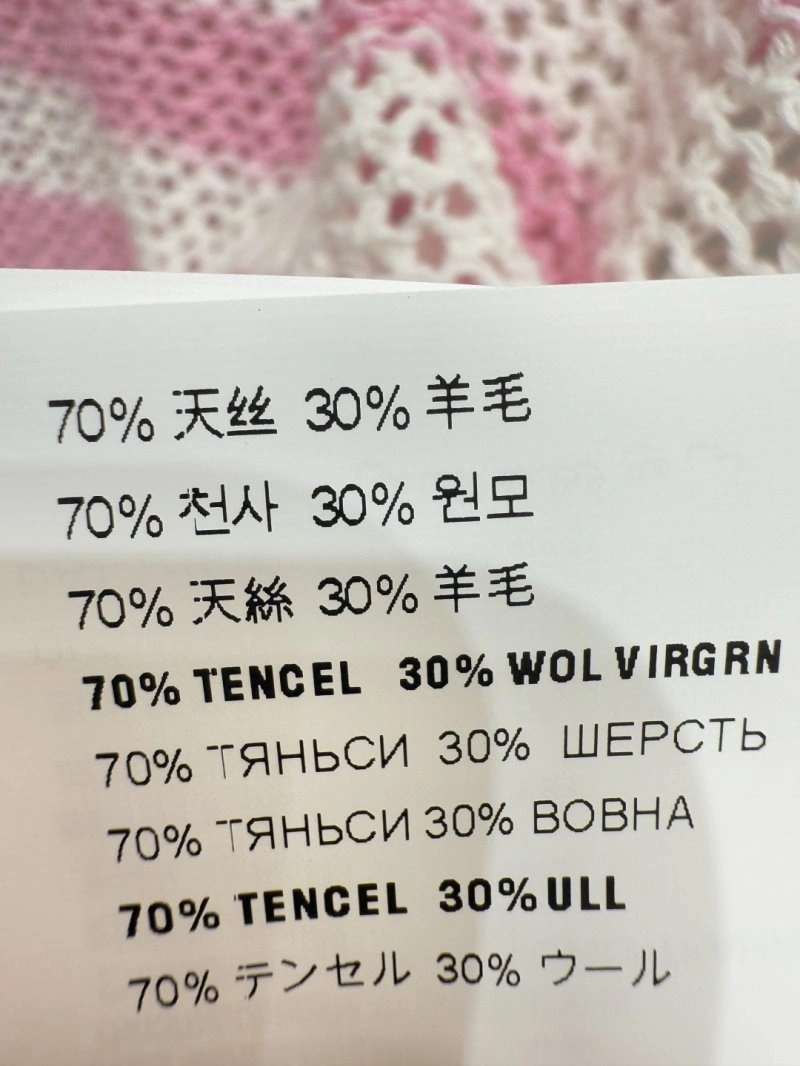 70% 天丝 30% 羊毛
70% 천사 30% 원모
70% 天絲 30% 羊毛
70% TENCEL 30% WOL VIRGRN
70% ТЯНЬСИ 30% ШЕРСТЬ
70% ТЯНЬСИ 30% ВОВНА
70% TENCEL 30% ULL
70% テンセル 30% ウール